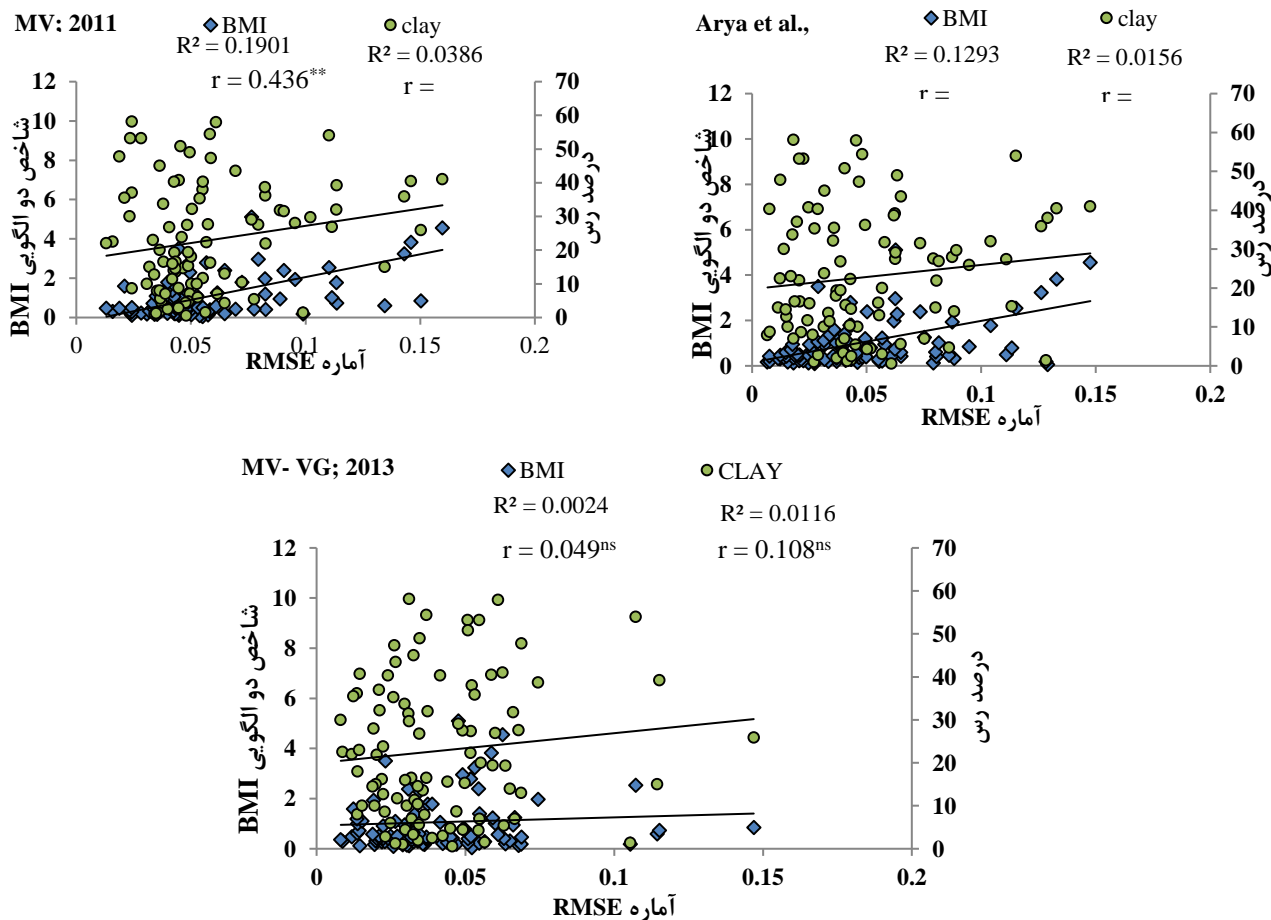 MV; 2011
BMI
clay
R² = 0.1901
R² = 0.0386
r = 0.436**
r =
12
10
8
6
4
2
0
70
60
50
40
30
20
10
0
0
0.05
0.1
0.15
0.2
شاخص دو الگویی BMI
درصد رس
آماره RMSE
Arya et al.,
BMI
clay
R² = 0.1293
R² = 0.0156
r =
r =
12
10
8
6
4
2
0
70
60
50
40
30
20
10
0
0
0.05
0.1
0.15
0.2
شاخص دو الگویی BMI
درصد رس
آماره RMSE
MV- VG; 2013
BMI
CLAY
R² = 0.0024
R² = 0.0116
r = 0.049ns
r = 0.108ns
12
10
8
6
4
2
0
70
60
50
40
30
20
10
0
0
0.05
0.1
0.15
0.2
شاخص دو الگویی BMI
درصد رس
آماره RMSE